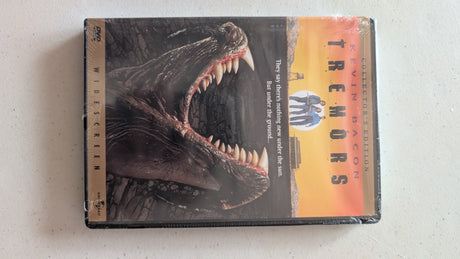 COLLECTOR'S EDITION
KEVIN BACON
TREMORS
They say there's nothing new under the sun.
But under the ground...
WIDESCREEN
DVD